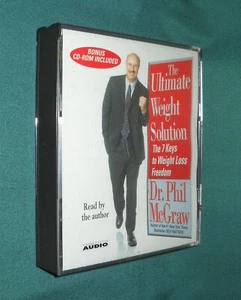 BONUS
CD-ROM INCLUDED
The
Ultimate
Weight
Solution
The 7 Keys
to Weight Loss
Freedom
Dr. Phil
McGraw
Read by
the author
AUDIO